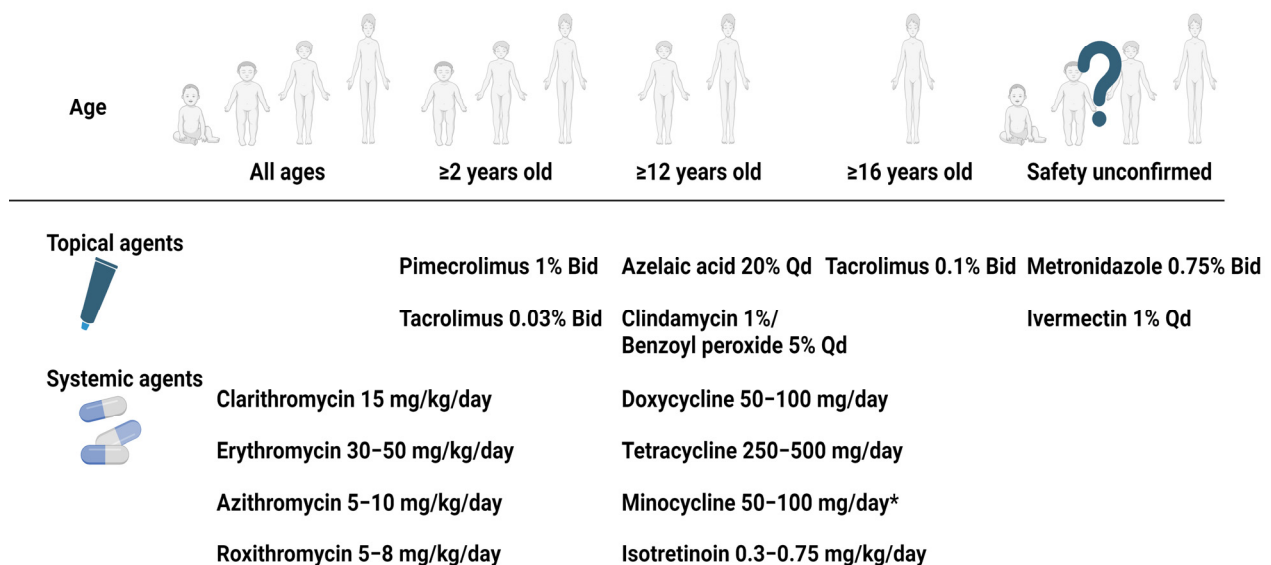 Age
All ages
≥2 years old
≥12 years old
≥16 years old
Safety unconfirmed
?
Topical agents
Pimecrolimus 1% Bid
Azelaic acid 20% Qd
Tacrolimus 0.1% Bid
Metronidazole 0.75% Bid
Tacrolimus 0.03% Bid
Clindamycin 1%/
Benzoyl peroxide 5% Qd
Ivermectin 1% Qd
Systemic agents
Clarithromycin 15 mg/kg/day
Doxycycline 50–100 mg/day
Erythromycin 30–50 mg/kg/day
Tetracycline 250–500 mg/day
Azithromycin 5–10 mg/kg/day
Minocycline 50–100 mg/day*
Roxithromycin 5–8 mg/kg/day
Isotretinoin 0.3–0.75 mg/kg/day